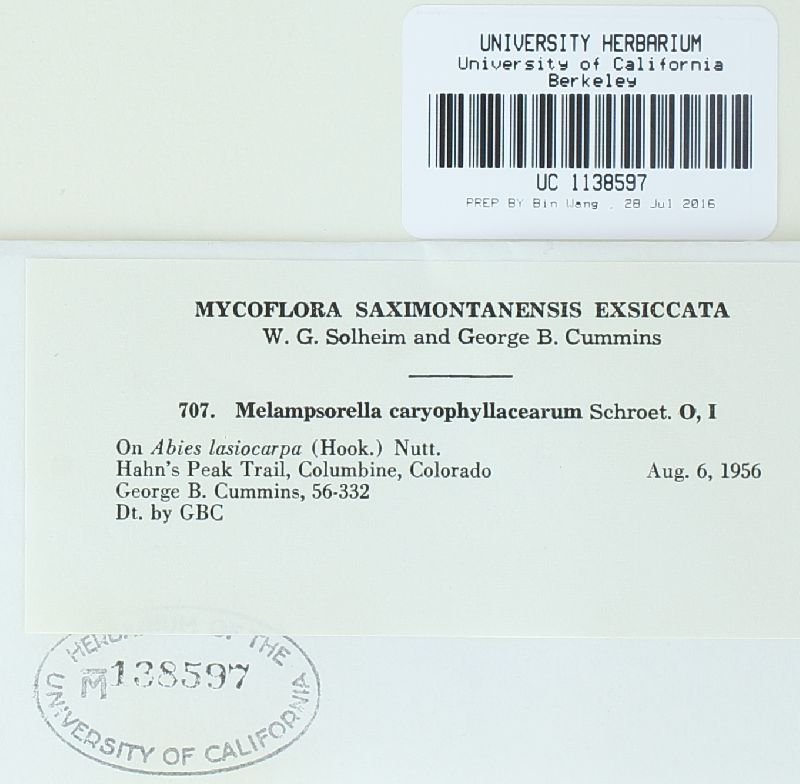 UNIVERSITY HERBARIUM
University of California
Berkeley
UC 1138597
PREP BY Bin Wang , 28 Jul 2016
MYCOFLORA SAXIMONTANENSIS EXSICCATA
W. G. Solheim and George B. Cummins
707. Melampsorella caryophyllacearum Schroet. O, I
On Abies lasiocarpa (Hook.) Nutt.
Hahn's Peak Trail, Columbine, Colorado Aug. 6, 1956
George B. Cummins, 56-332
Dt. by GBC
OF THE
M138597
UNIVERSITY OF CALIFORNIA